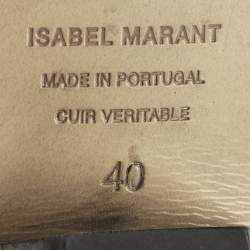 ISABEL MARANT
MADE IN PORTUGAL
CUIR VERITABLE
40